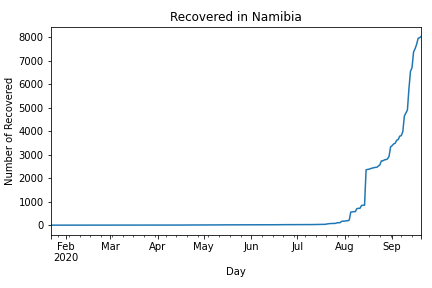 Recovered in Namibia
Number of Recovered
8000
7000
6000
5000
4000
3000
2000
1000
0
Feb Mar Apr May Jun Jul Aug Sep
2020
Day